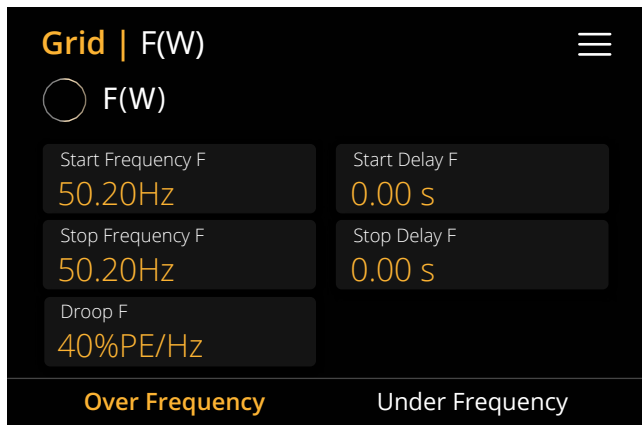 Grid | F(W)
F(W)
Start Frequency F
50.20Hz
Start Delay F
0.00 s
Stop Frequency F
50.20Hz
Stop Delay F
0.00 s
Droop F
40%PE/Hz
Over Frequency
Under Frequency